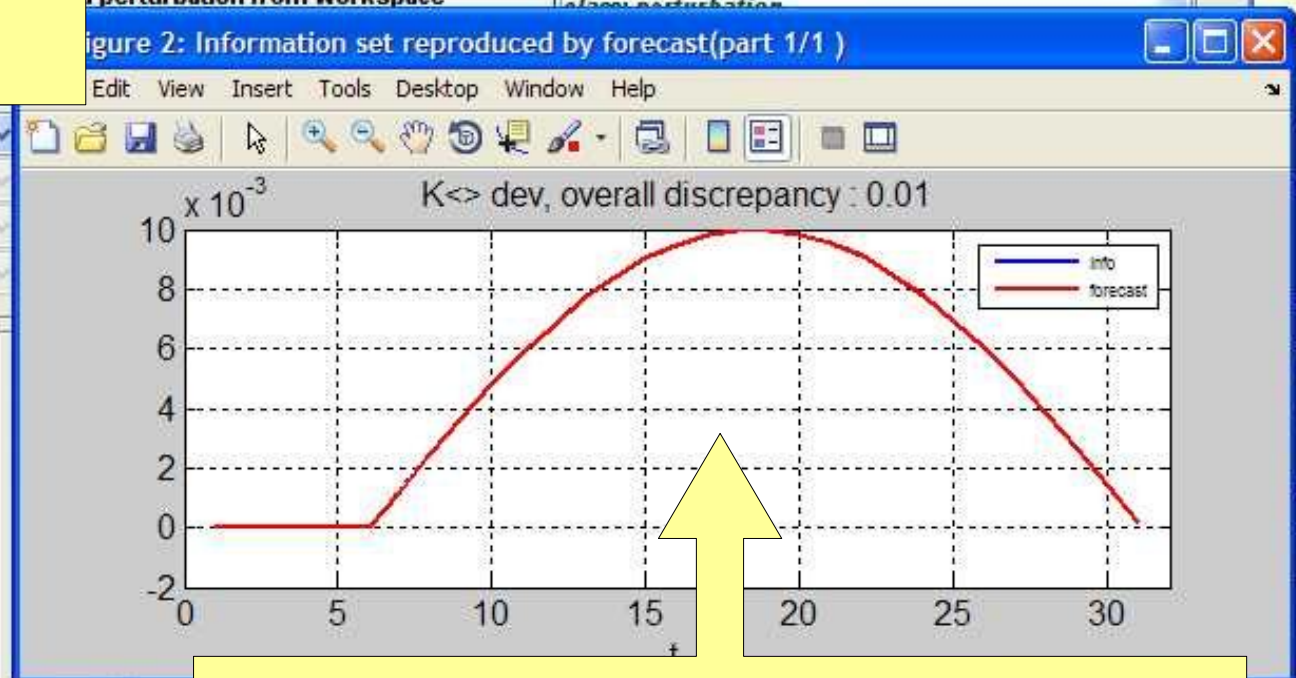 perturbation from Workspace
class: perturbation
igure 2: Information set reproduced by forecast(part 1/1 )
Edit View Insert Tools Desktop Window Help
x 10-3
K<> dev, overall discrepancy : 0.01
10
8
6
4
2
0
-2
info
forecast
0 5 10 15 20 25 30
t